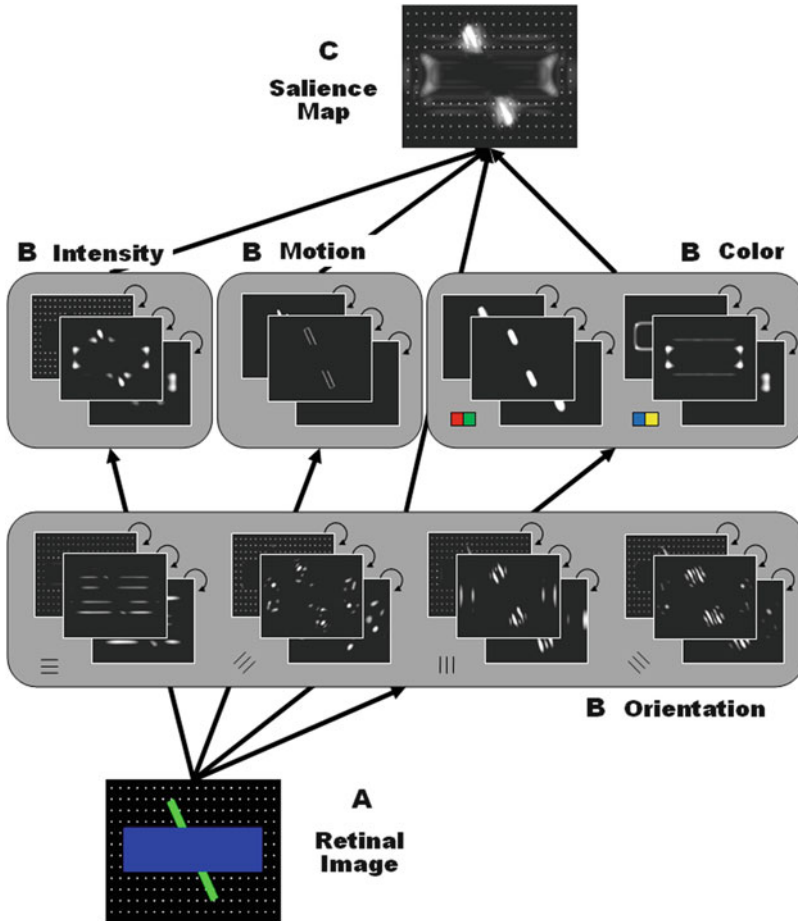 C
Salience
Map
B Intensity
B Motion
B Color
B Orientation
A
Retinal
Image